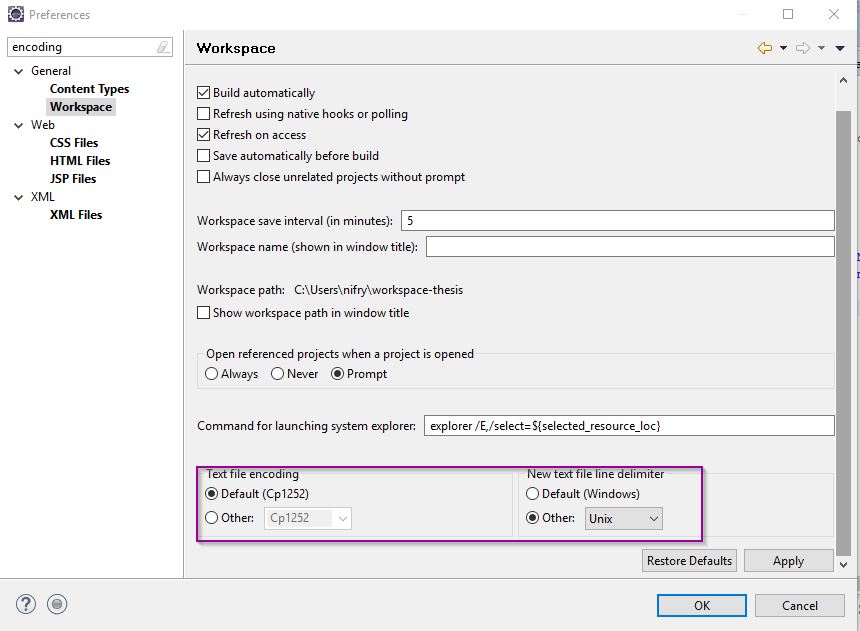 Preferences
encoding
General
Content Types
Workspace
Web
CSS Files
HTML Files
JSP Files
XML
XML Files
Workspace
Build automatically
Refresh using native hooks or polling
Refresh on access
Save automatically before build
Always close unrelated projects without prompt
Workspace save interval (in minutes): 5
Workspace name (shown in window title):
Workspace path: C:\Users\nifry\workspace-thesis
Show workspace path in window title
Open referenced projects when a project is opened
Always Never Prompt
Command for launching system explorer: explorer /E,/select=${selected_resource_loc}
Text file encoding
Default (Cp1252)
Other: Cp1252
New text file line delimiter
Default (Windows)
Other: Unix
Restore Defaults Apply
OK Cancel